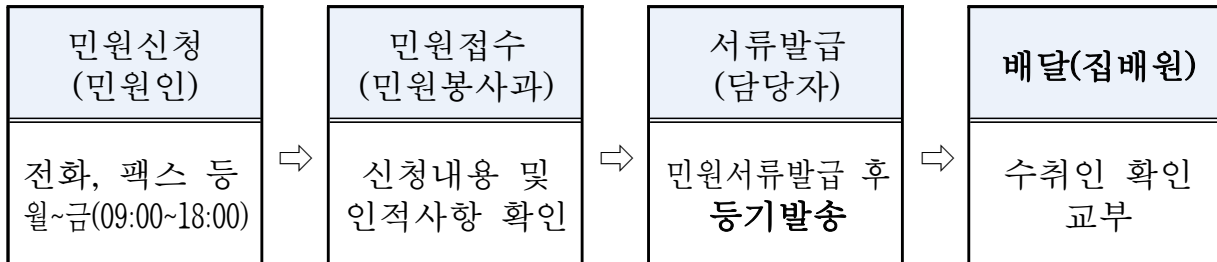 민원신청
(민원인)
전화, 팩스 등
월~금(09:00~18:00)
⇨
민원접수
(민원봉사과)
신청내용 및
인적사항 확인
⇨
서류발급
(담당자)
민원서류발급 후
등기발송
⇨
배달(집배원)
수취인 확인
교부